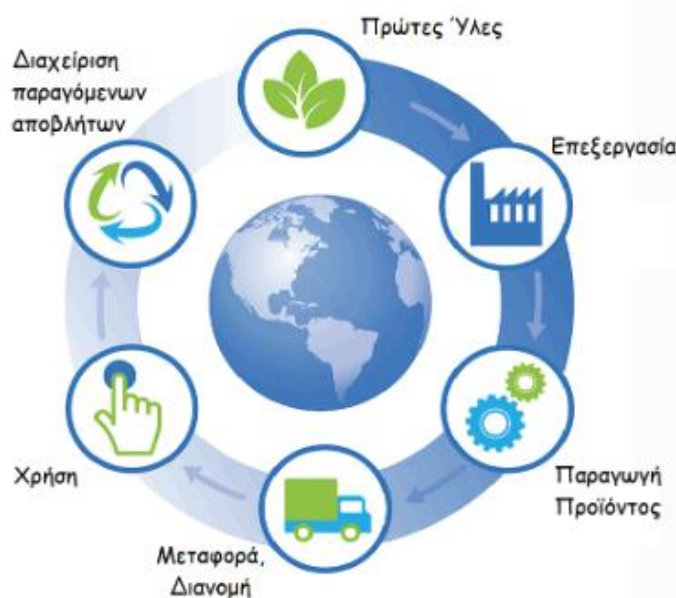 Πρώτες Ύλες
Επεξεργασία
Παραγωγή
Προϊόντος
Μεταφορά,
Διανομή
Χρήση
Διαχείριση
παραγόμενων
αποβλήτων